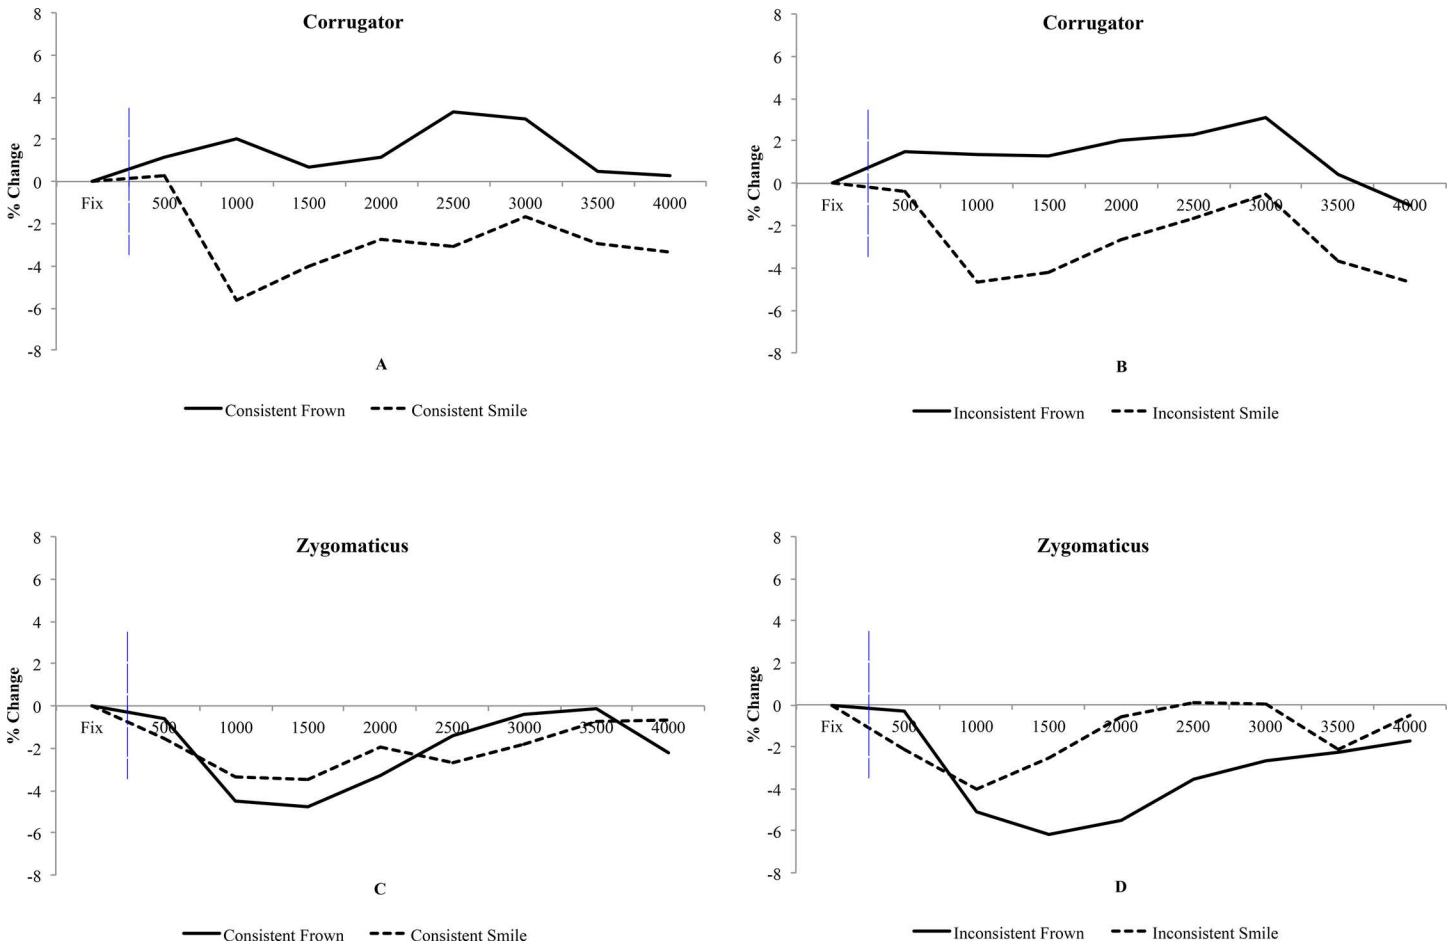 Corrugator
8
6
4
2
0
-2
-4
-6
-8
% Change
Fix 500 1000 1500 2000 2500 3000 3500 4000
A
Consistent Frown Consistent Smile
Corrugator
8
6
4
2
0
-2
-4
-6
-8
% Change
Fix 500 1000 1500 2000 2500 3000 3500 4000
B
Inconsistent Frown Inconsistent Smile
Zygomaticus
8
6
4
2
0
-2
-4
-6
-8
% Change
Fix 500 1000 1500 2000 2500 3000 3500 4000
C
Consistent Frown Consistent Smile
Zygomaticus
8
6
4
2
0
-2
-4
-6
-8
% Change
Fix 500 1000 1500 2000 2500 3000 3500 4000
D
Inconsistent Frown Inconsistent Smile